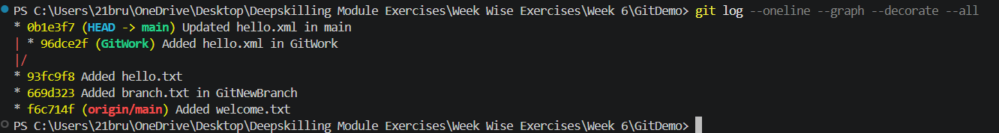 PS C:\Users\21bru\OneDrive\Desktop\Deepskilling Module Exercises\Week Wise Exercises\Week 6\GitDemo> git log --oneline --graph --decorate --all
* 0b1e3f7 (HEAD -> main) Updated hello.xml in main
| * 96dce2f (GitWork) Added hello.xml in GitWork
|/
* 93fc9f8 Added hello.txt
* 669d323 Added branch.txt in GitNewBranch
* f6c714f (origin/main) Added welcome.txt
PS C:\Users\21bru\OneDrive\Desktop\Deepskilling Module Exercises\Week Wise Exercises\Week 6\GitDemo>